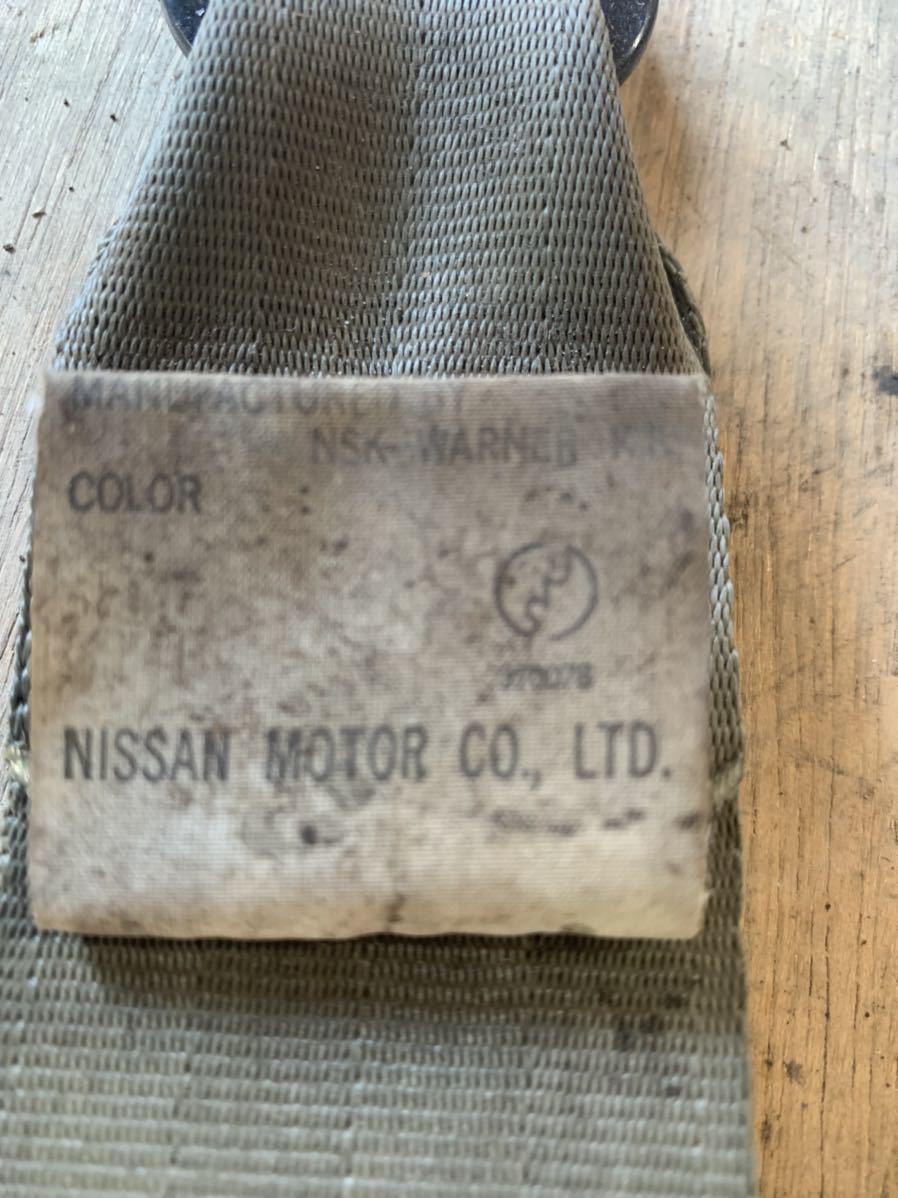 MANUFACTURED BY
NSK-WARNER K.K.
COLOR
NISSAN MOTOR CO., LTD.